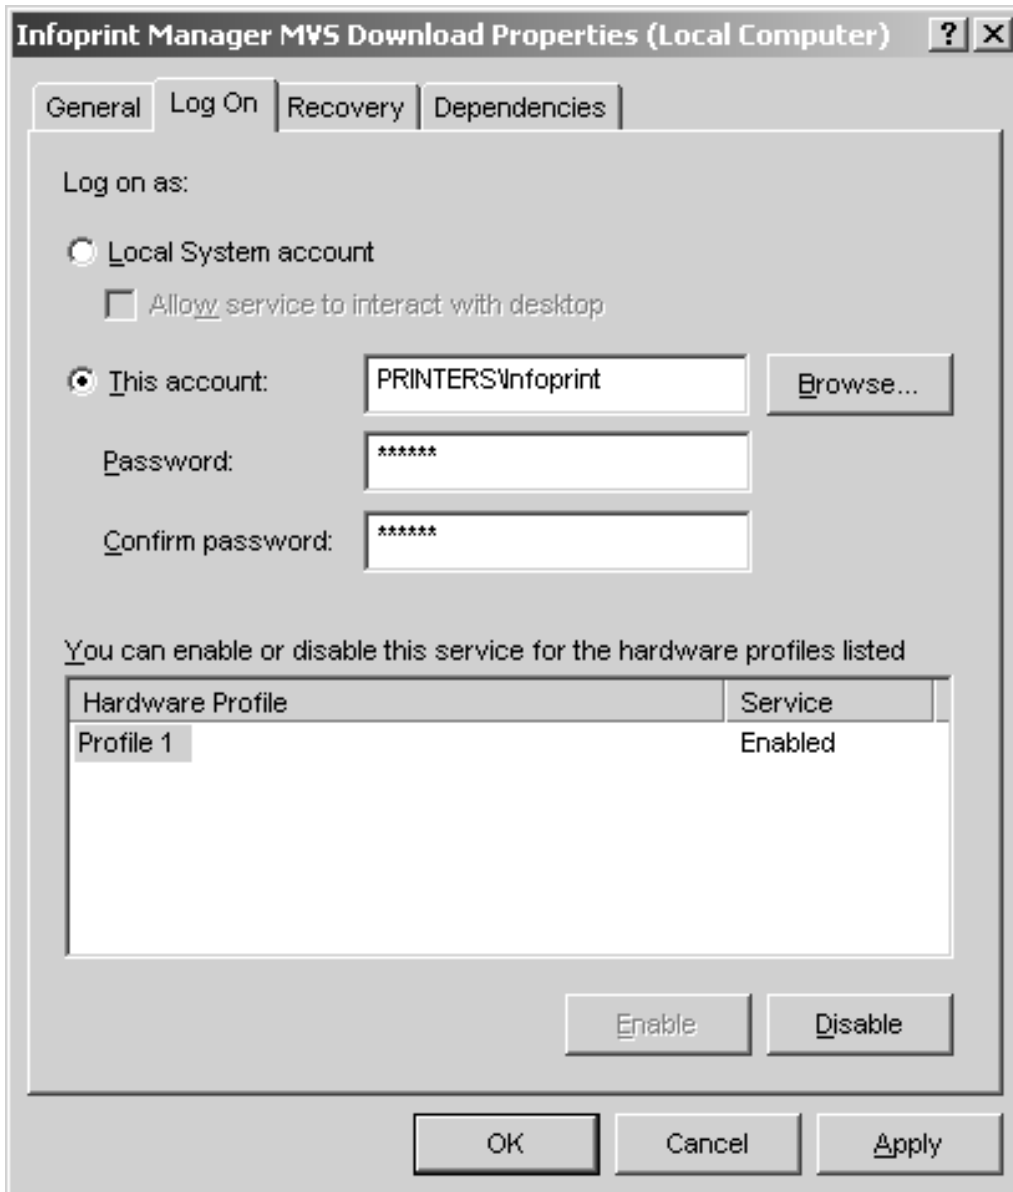 Infoprint Manager MVS Download Properties (Local Computer) ? X
General Log On Recovery Dependencies
Log on as:
Local System account
Allow service to interact with desktop
This account: PRINTERS\Infoprint Browse...
Password: ******
Confirm password: ******
You can enable or disable this service for the hardware profiles listed
Hardware Profile Service
Profile 1 Enabled
Enable Disable
OK Cancel Apply